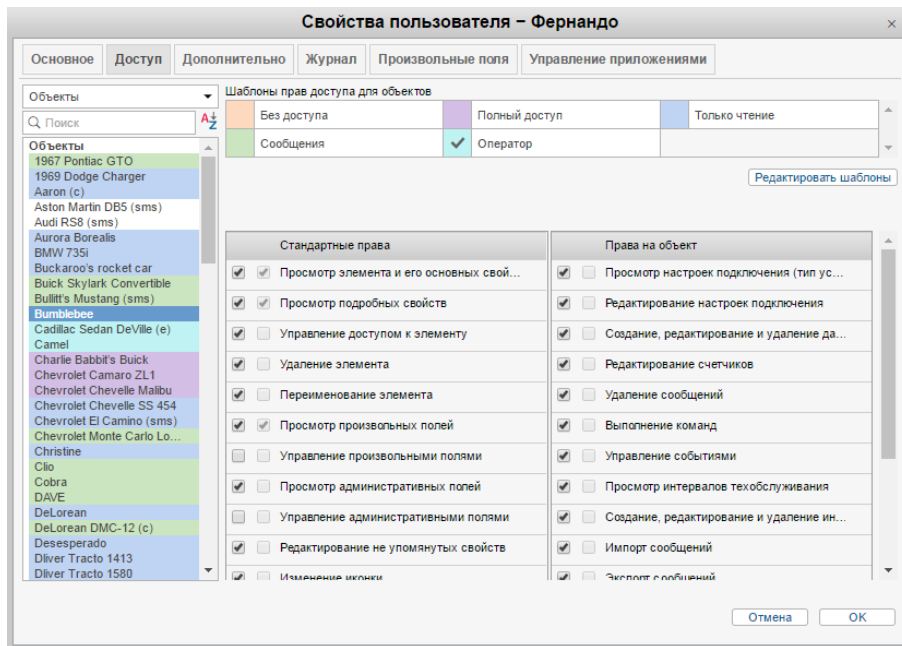 Свойства пользователя – Фернандо ×
Основное Доступ Дополнительно Журнал Произвольные поля Управление приложениями
Объекты
Поиск
Объекты
1967 Pontiac GTO
1969 Dodge Charger
Aaron (c)
Aston Martin DB5 (sms)
Audi RS8 (sms)
Aurora Borealis
BMW 735i
Buckaroo's rocket car
Buick Skylark Convertible
Bullitt's Mustang (sms)
Bumblebee
Cadillac Sedan DeVille (e)
Camel
Charlie Babbit's Buick
Chevrolet Camaro ZL1
Chevrolet Chevelle Malibu
Chevrolet Chevelle SS 454
Chevrolet El Camino (sms)
Chevrolet Monte Carlo Lo...
Christine
Clio
Cobra
DAVE
DeLorean
DeLorean DMC-12 (c)
Desesperado
Dliver Tracto 1413
Dliver Tracto 1580
Шаблоны прав доступа для объектов
Без доступа Полный доступ Только чтение
Сообщения Оператор
Редактировать шаблоны
Стандартные права
Просмотр элемента и его основных свой...
Просмотр подробных свойств
Управление доступом к элементу
Удаление элемента
Переименование элемента
Просмотр произвольных полей
Управление произвольными полями
Просмотр административных полей
Управление административными полями
Редактирование не упомянутых свойств
Изменение иконки
Права на объект
Просмотр настроек подключения (тип ус...
Редактирование настроек подключения
Создание, редактирование и удаление да...
Редактирование счетчиков
Удаление сообщений
Выполнение команд
Управление событиями
Просмотр интервалов техобслуживания
Создание, редактирование и удаление ин...
Импорт сообщений
Экспорт сообщений
Отмена OK